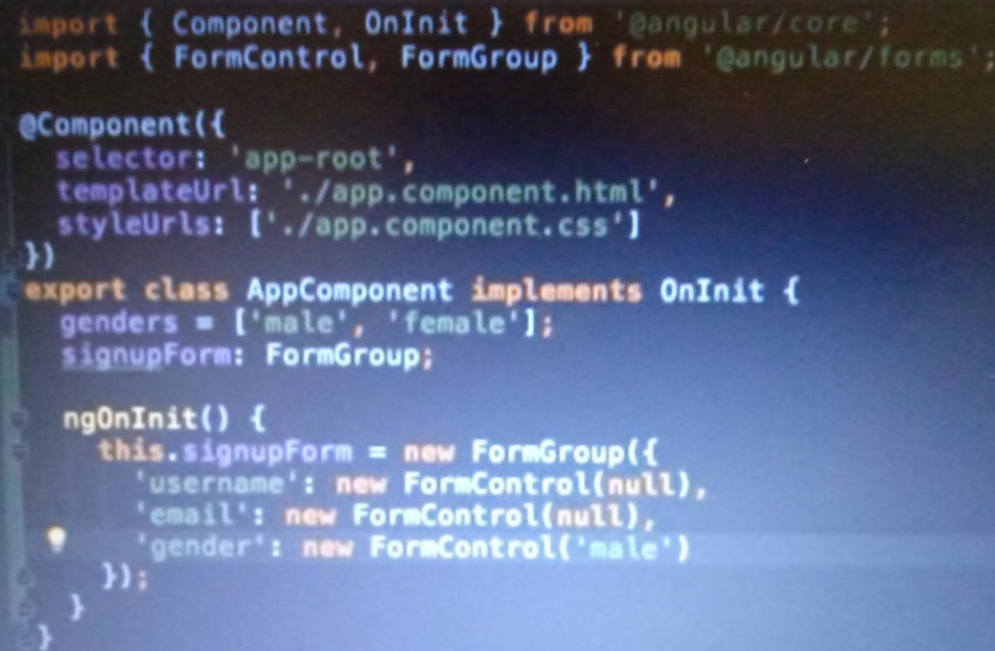 import { Component, OnInit } from '@angular/core';
import { FormControl, FormGroup } from '@angular/forms';
@Component({
  selector: 'app-root',
  templateUrl: './app.component.html',
  styleUrls: ['./app.component.css']
})
export class AppComponent implements OnInit {
  genders = ['male', 'female'];
  signupForm: FormGroup;
  ngOnInit() {
    this.signupForm = new FormGroup({
      'username': new FormControl(null),
      'email': new FormControl(null),
      'gender': new FormControl('male')
    });
  }
}